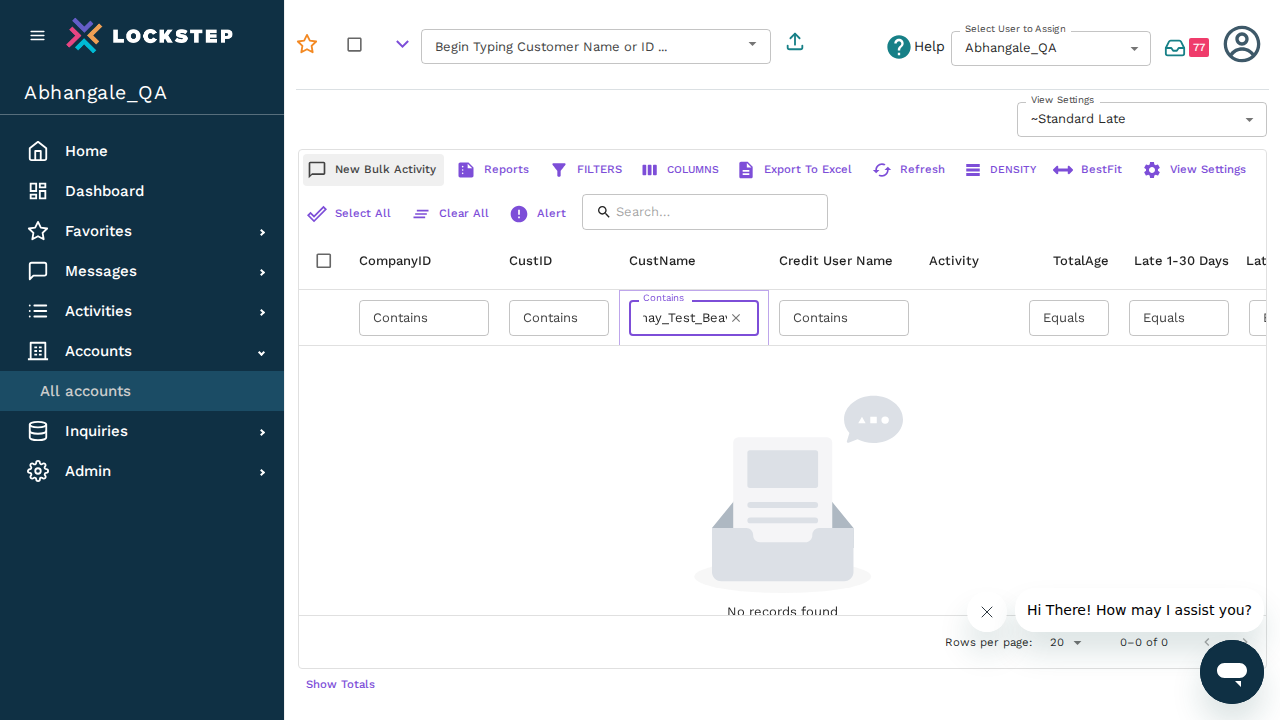 LOCKSTEP
Abhangale_QA
Home
Dashboard
Favorites
Messages
Activities
Accounts
All accounts
Inquiries
Admin
Begin Typing Customer Name or ID ...
Help
Select User to Assign
Abhangale_QA
77
View Settings
~Standard Late
New Bulk Activity
Reports
FILTERS
COLUMNS
Export To Excel
Refresh
DENSITY
BestFit
View Settings
Select All
Clear All
Alert
Search...
CompanyID
CustID
CustName
Credit User Name
Activity
TotalAge
Late 1-30 Days
Lat
Contains
Contains
Contains
nay_Test_Beav
Contains
Equals
Equals
No records found
Hi There! How may I assist you?
Rows per page:
20
0–0 of 0
Show Totals